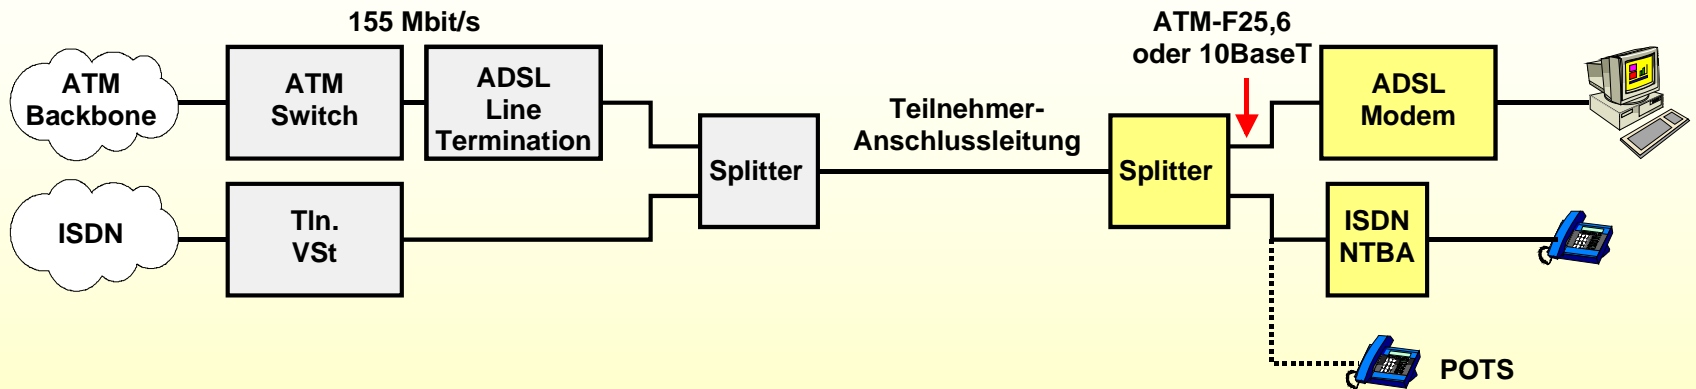 155 Mbit/s
ATM-F25,6
oder 10BaseT
ATM
Backbone
ATM
Switch
ADSL
Line
Termination
Splitter
Teilnehmer-
Anschlussleitung
Splitter
ADSL
Modem
ISDN
Tln.
VSt
ISDN
NTBA
POTS